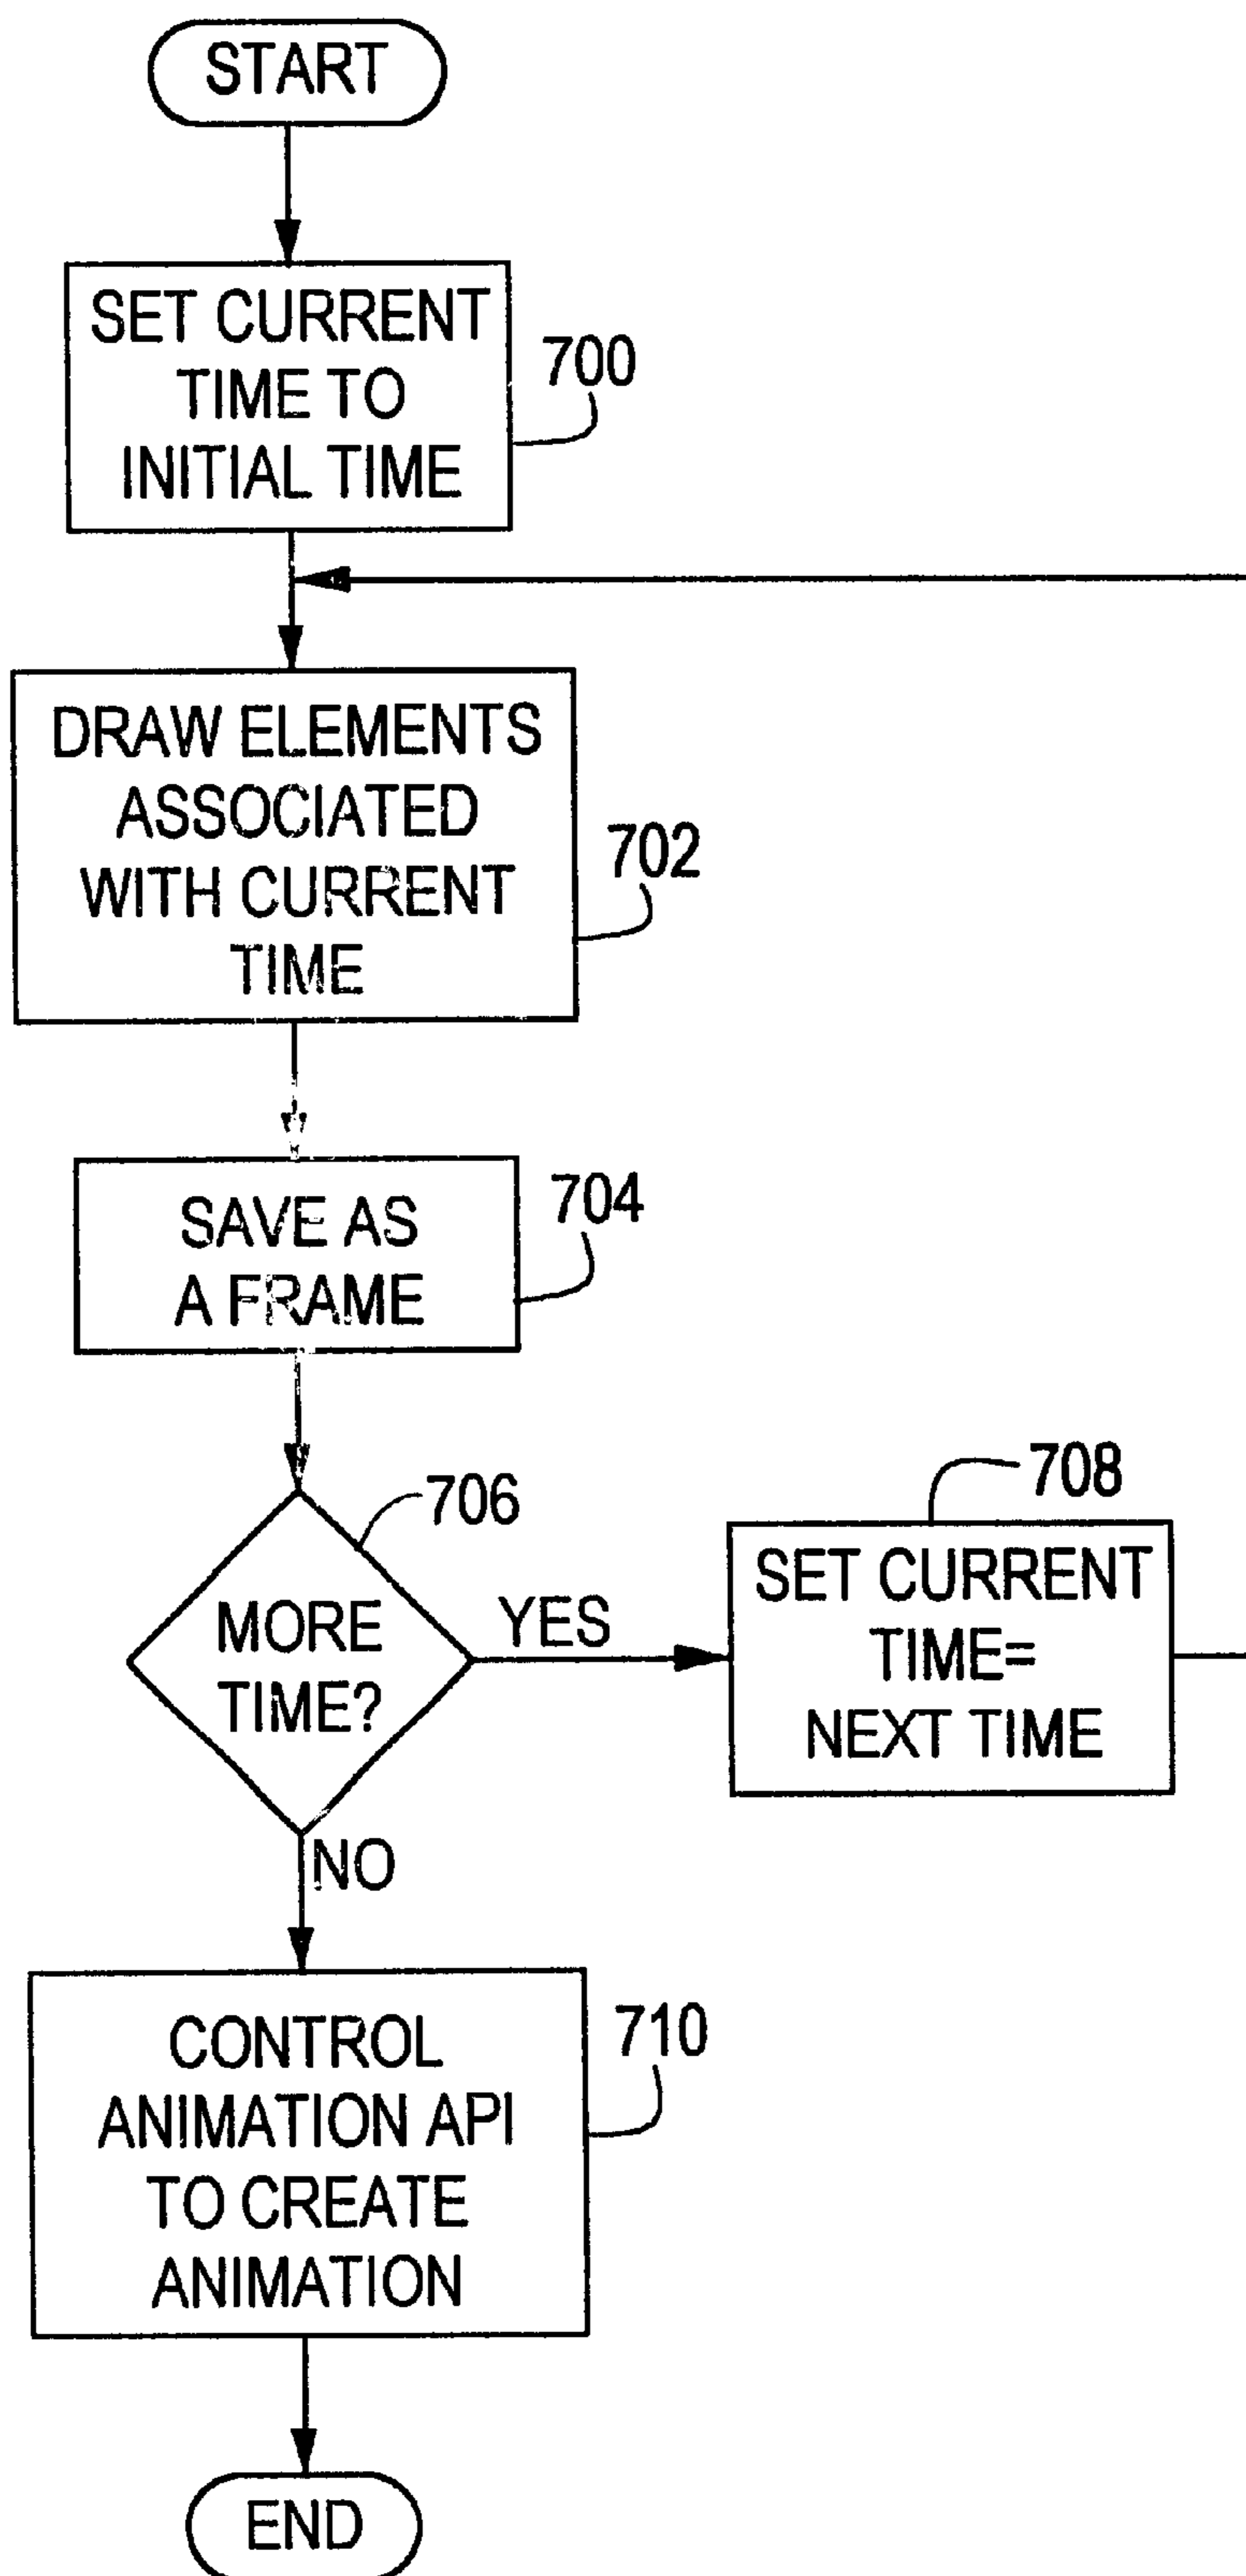 START
SET CURRENT
TIME TO
INITIAL TIME
700
DRAW ELEMENTS
ASSOCIATED
WITH CURRENT
TIME
702
SAVE AS
A FRAME
704
706
MORE
TIME?
YES
708
SET CURRENT
TIME=
NEXT TIME
NO
CONTROL
ANIMATION API
TO CREATE
ANIMATION
710
END